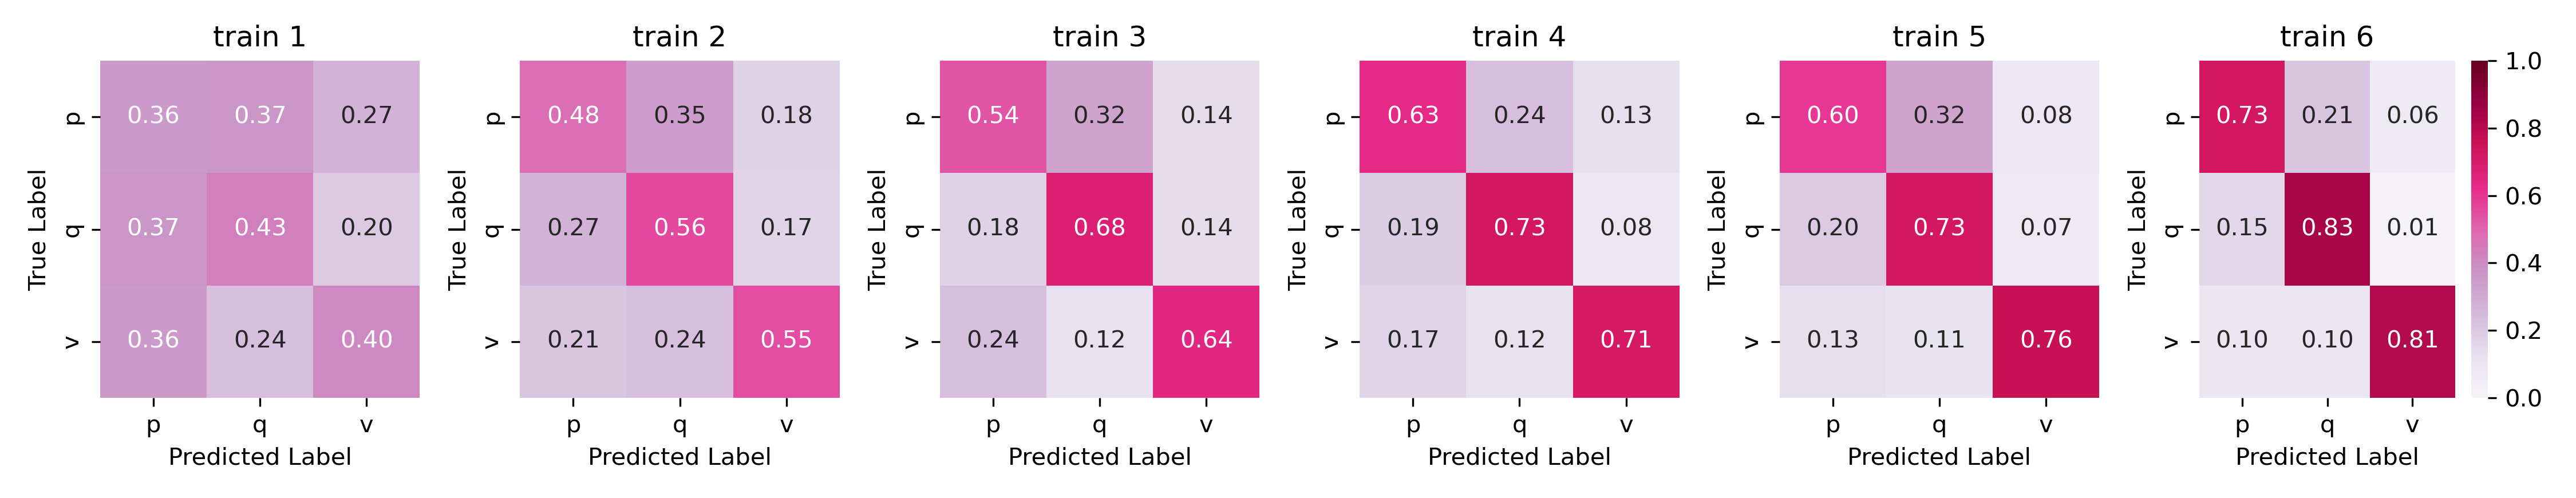 train 1 train 2 train 3 train 4 train 5 train 6
True Label p 0.36 0.37 0.27
q 0.37 0.43 0.20
v 0.36 0.24 0.40
p q v
Predicted Label
True Label p 0.48 0.35 0.18
q 0.27 0.56 0.17
v 0.21 0.24 0.55
p q v
Predicted Label
True Label p 0.54 0.32 0.14
q 0.18 0.68 0.14
v 0.24 0.12 0.64
p q v
Predicted Label
True Label p 0.63 0.24 0.13
q 0.19 0.73 0.08
v 0.17 0.12 0.71
p q v
Predicted Label
True Label p 0.60 0.32 0.08
q 0.20 0.73 0.07
v 0.13 0.11 0.76
p q v
Predicted Label
True Label p 0.73 0.21 0.06
q 0.15 0.83 0.01
v 0.10 0.10 0.81
p q v
Predicted Label
1.0
0.8
0.6
0.4
0.2
0.0